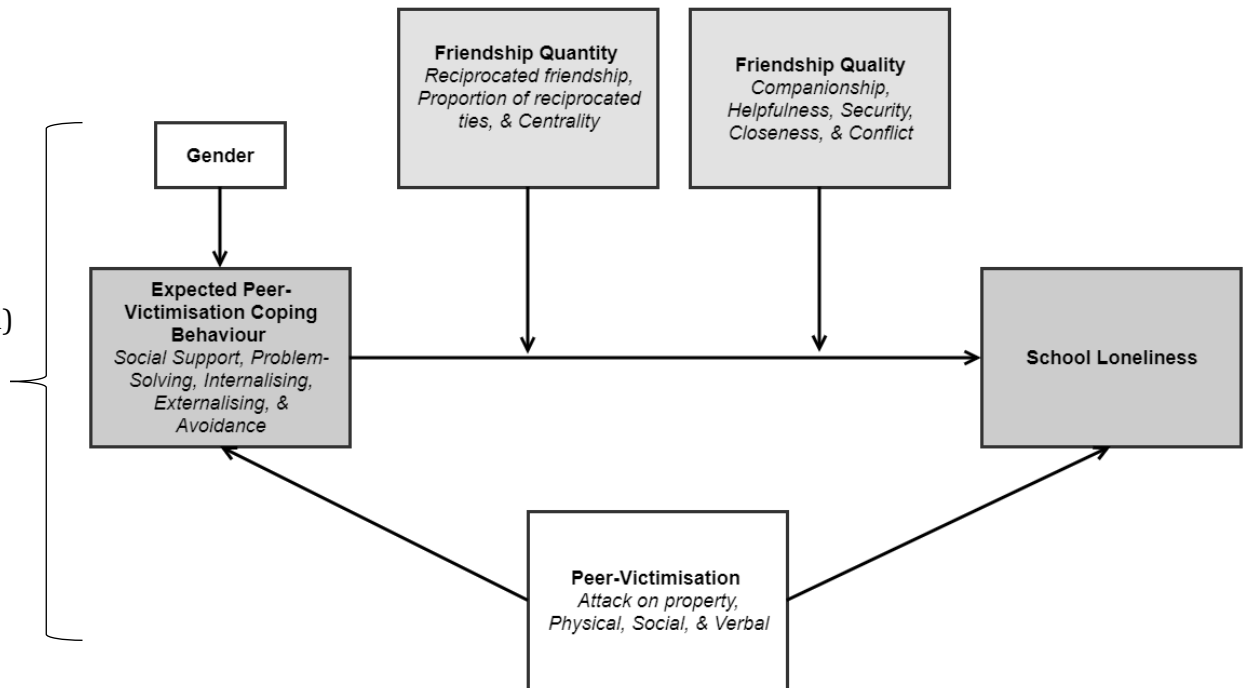 Friendship Quantity
Reciprocated friendship,
Proportion of reciprocated
ties, & Centrality
Friendship Quality
Companionship,
Helpfulness, Security,
Closeness, & Conflict
Gender
Expected Peer-
Victimisation Coping
Behaviour
Social Support, Problem-
Solving, Internalising,
Externalising, &
Avoidance
School Loneliness
Peer-Victimisation
Attack on property,
Physical, Social, & Verbal